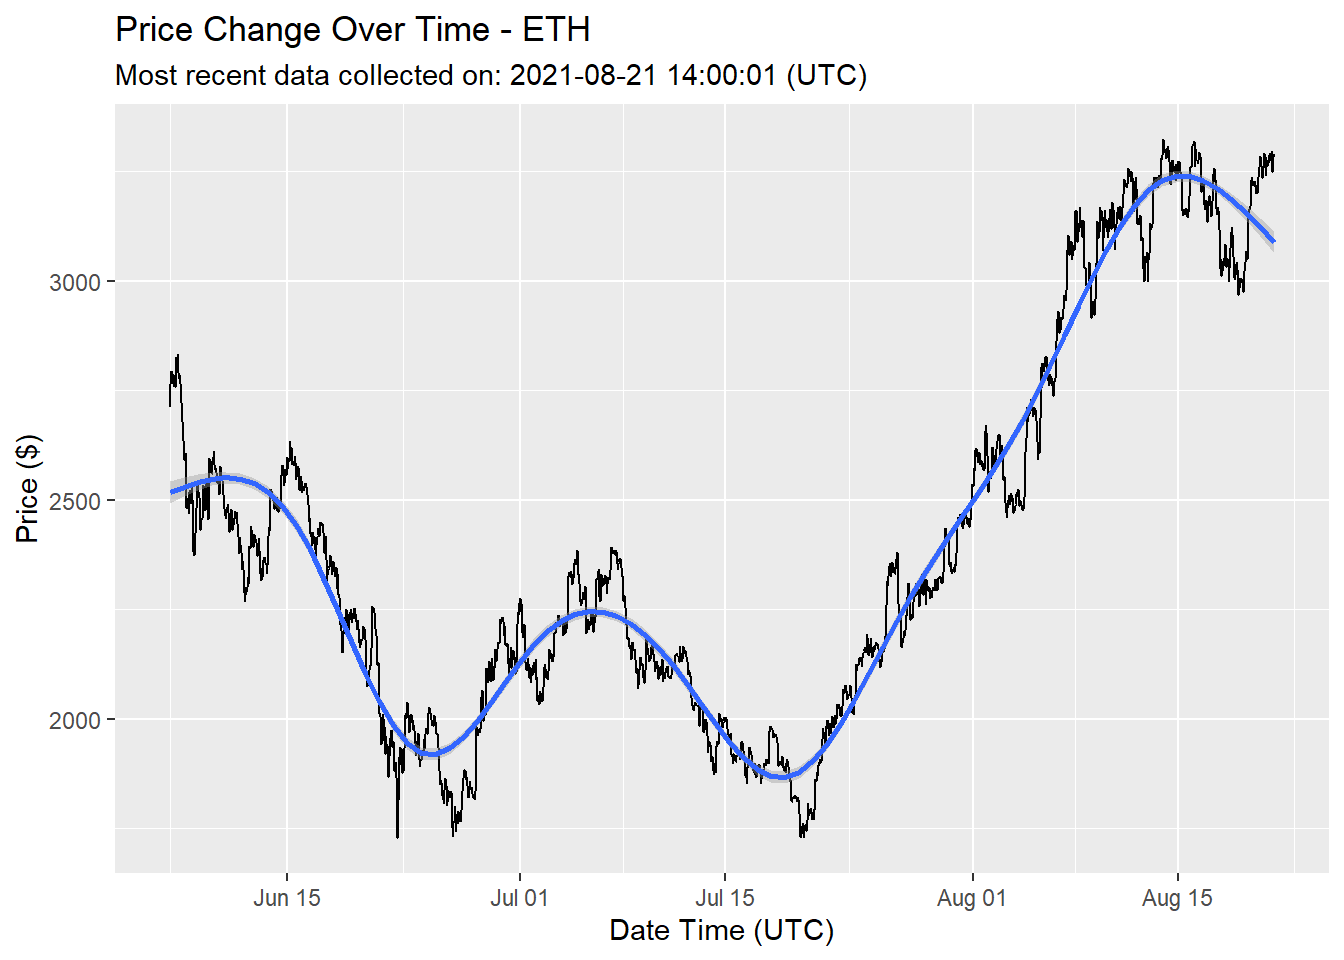 Price Change Over Time - ETH
Most recent data collected on: 2021-08-21 14:00:01 (UTC)
Price ($)
3000
2500
2000
Jun 15
Jul 01
Jul 15
Aug 01
Aug 15
Date Time (UTC)